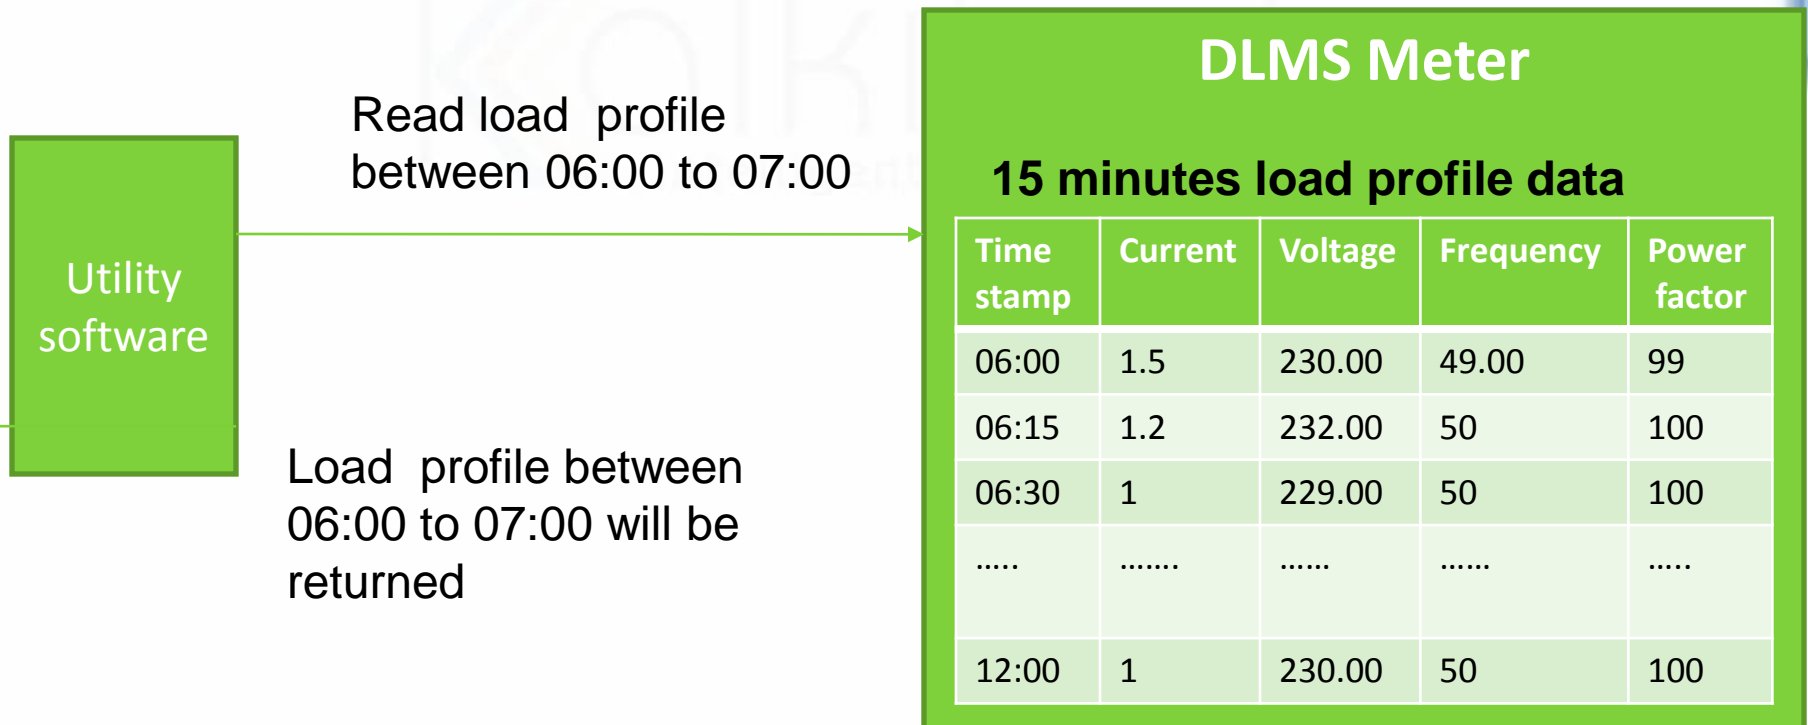 DLMS Meter
Read load profile
between 06:00 to 07:00
15 minutes load profile data
Utility
software
Time stamp Current Voltage Frequency Power factor
06:00 1.5 230.00 49.00 99
06:15 1.2 232.00 50 100
06:30 1 229.00 50 100
..... ....... ...... ...... .....
12:00 1 230.00 50 100
Load profile between
06:00 to 07:00 will be
returned